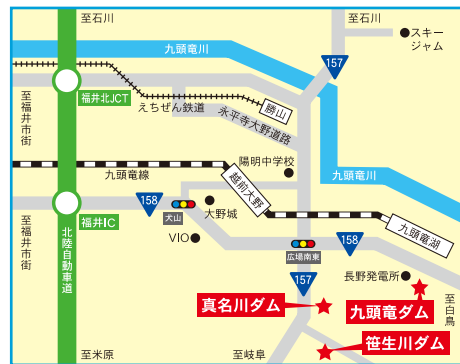 至石川
至石川
スキー
ジャム
九頭竜川
157
福井北JCT
えちぜん鉄道
勝山
永平寺大野道路
至福井市街
陽明中学校
九頭竜線
越前大野
九頭竜川
158
大野城
犬山
福井IC
VIO
九頭竜湖
158
広場南東
北陸自動車道
至福井市街
長野発電所
157
至白鳥
真名川ダム
九頭竜ダム
笹生川ダム
至米原
至岐阜